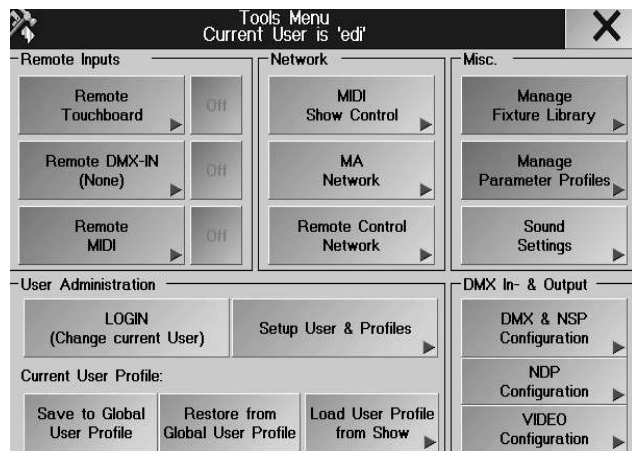 Tools Menu
Current User is 'edi'
Remote Inputs
Network
Misc.
Remote
Touchboard
Off
MIDI
Show Control
Manage
Fixture Library
Remote DMX-IN
(None)
Off
MA
Network
Manage
Parameter Profiles
Remote
MIDI
Off
Remote Control
Network
Sound
Settings
User Administration
DMX In- & Output
LOGIN
(Change current User)
Setup User & Profiles
DMX & NSP
Configuration
Current User Profile:
NDP
Configuration
Save to Global
User Profile
Restore from
Global User Profile
Load User Profile
from Show
VIDEO
Configuration